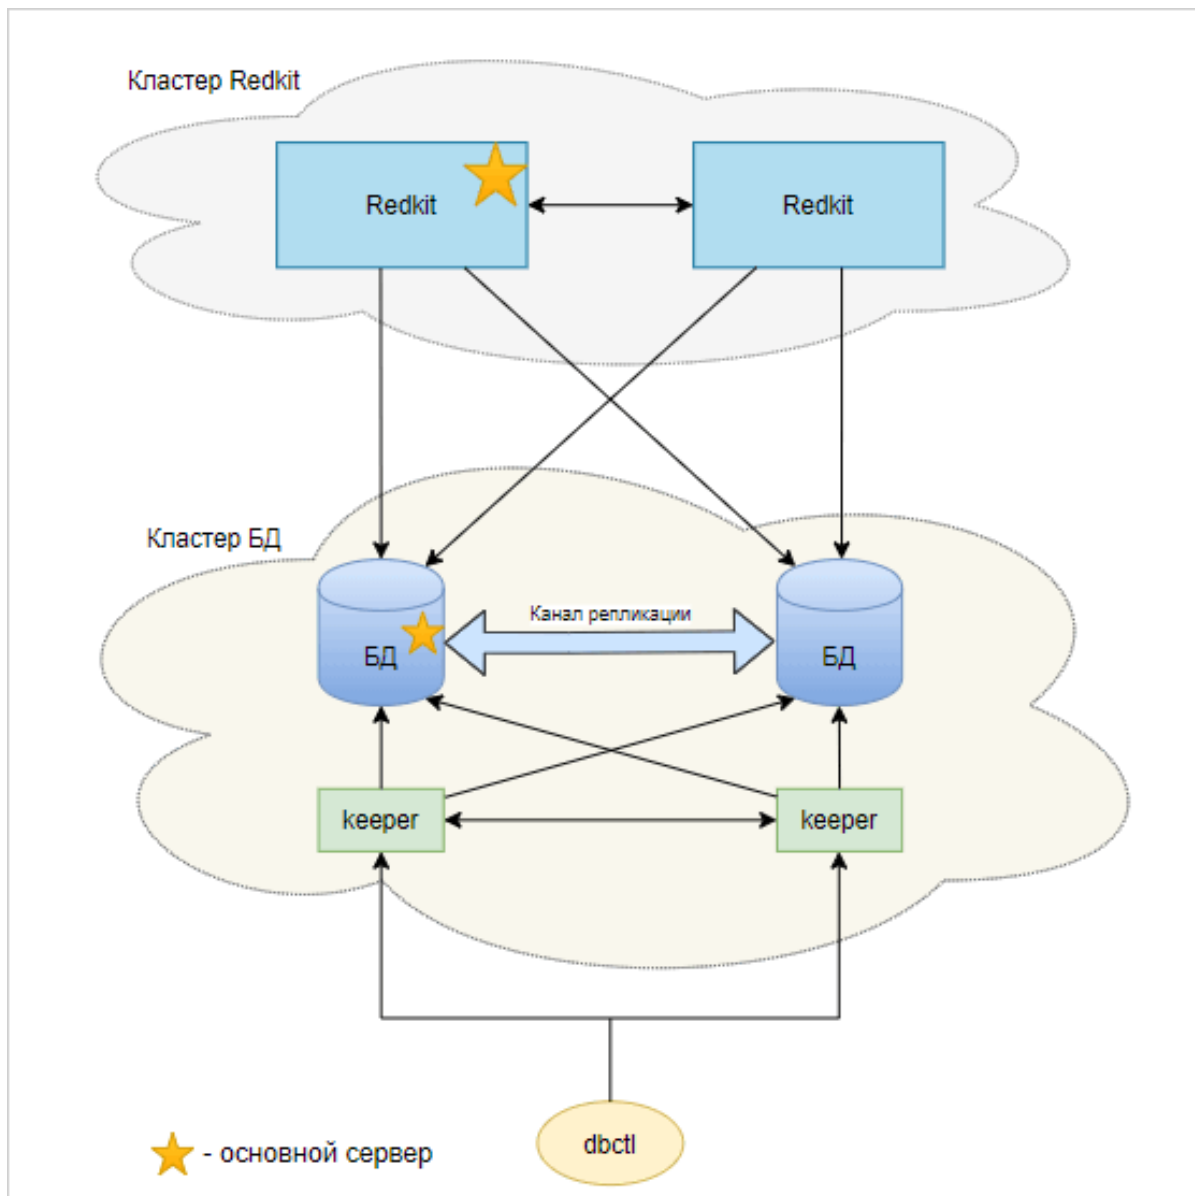 Кластер Redkit
Redkit
Redkit
Кластер БД
Канал репликации
БД
БД
keeper
keeper
dbctl
- основной сервер